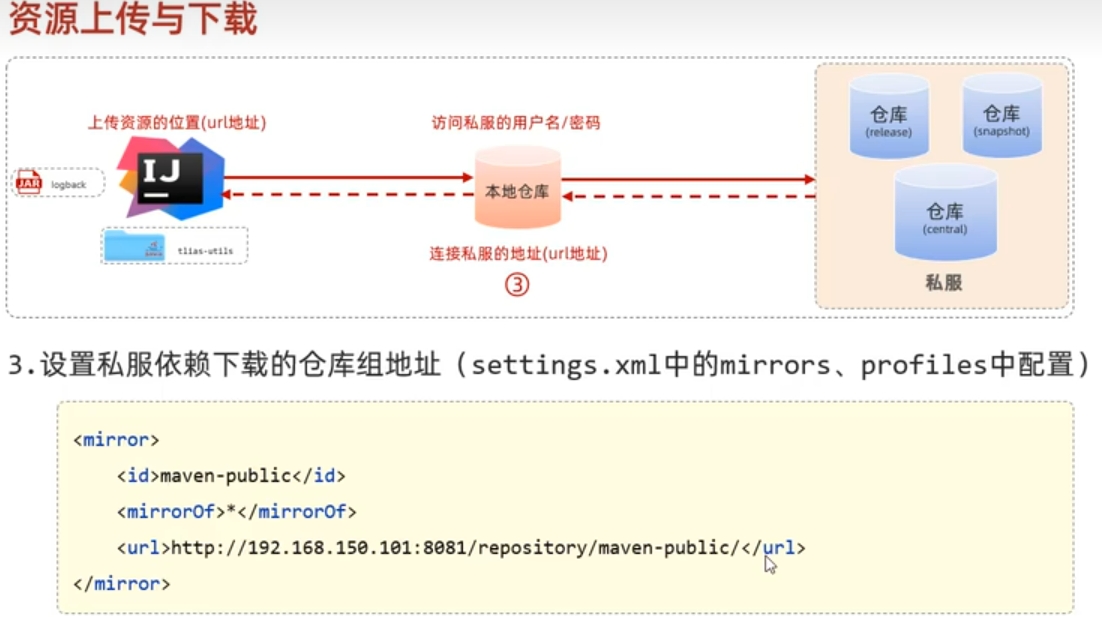 资源上传与下载
上传资源的位置(url地址)
访问私服的用户名/密码
仓库
(release)
仓库
(snapshot)
IJ
JAR
logback
本地仓库
仓库
(central)
tlias-utils
连接私服的地址(url地址)
③
私服
3.设置私服依赖下载的仓库组地址（settings.xml中的mirrors、profiles中配置）
<mirror>
<id>maven-public</id>
<mirrorOf>*</mirrorOf>
<url>http://192.168.150.101:8081/repository/maven-public/</url>
</mirror>